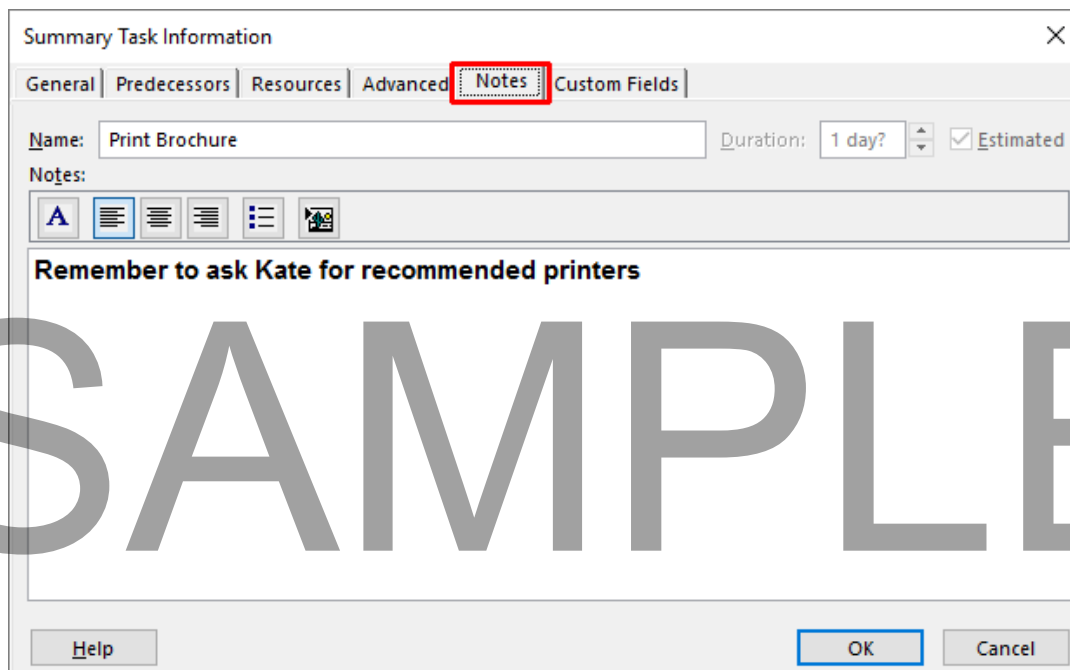 Summary Task Information
General Predecessors Resources Advanced Notes Custom Fields
Name: Print Brochure Duration: 1 day? Estimated
Notes:
A
Remember to ask Kate for recommended printers
SAMPLE
Help OK Cancel